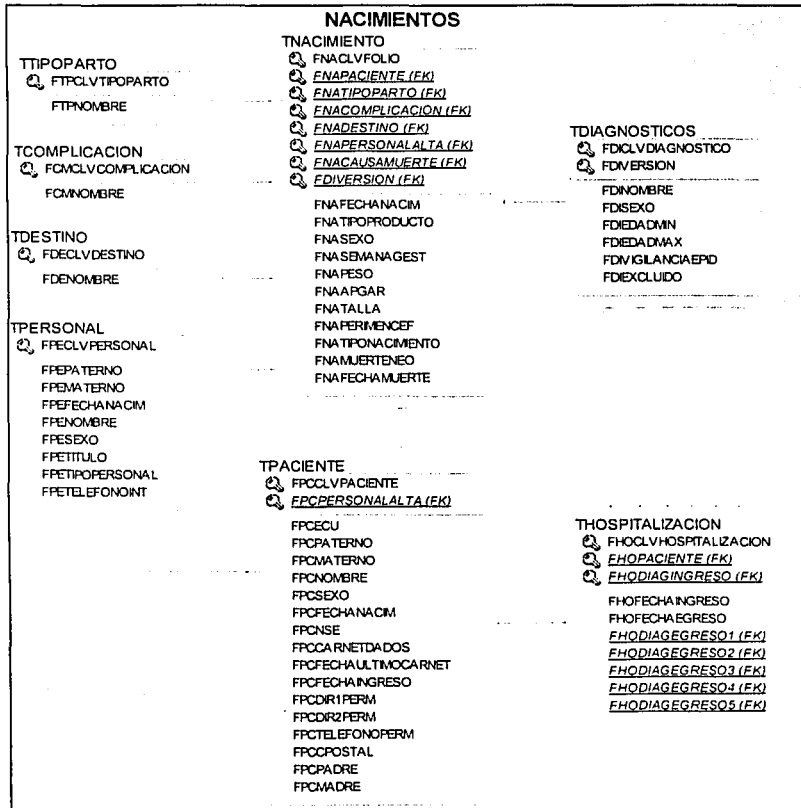 NACIMIENTOS
TTIPOPARTO
FTPCLVTIPOPARTO
FTPNOMBRE
TCOMPLICACION
FCMCLVCOMPLICACION
FCMNOMBRE
TDESTINO
FDECLVDESTINO
FDENOMBRE
TPERSONAL
FPECLVPERSONAL
FPEPATERNO
FPEMATERNO
FPEFECHANACIM
FPENOMBRE
FPESEXO
FPETITULO
FPETIPOPERSONAL
FPETELEFONOINT
TNACIMIENTO
FNACLVFOLIO
FNAPACIENTE (FK)
FNATIPOPARTO (FK)
FNACOMPLICACION (FK)
FNADESTINO (FK)
FNAPERSONALALTA (FK)
FNACAUSAMUERTE (FK)
FDIVERSION (FK)
FNAFECHANACIM
FNATIPOPRODUCTO
FNASEXO
FNASEMANAGEST
FNAPESO
FNAAPGAR
FNATALLA
FNAPERIMENCEF
FNATIPONACIMIENTO
FNAMUERTENEO
FNAFECHAMUERTE
TDIAGNOSTICOS
FDICLVDIAGNOSTICO
FDIVERSION
FDINOMBRE
FDISEXO
FDIEDADMIN
FDIEDADMAX
FDIVIGILANCIAEPID
FDIEXCLUIDO
TPACIENTE
FPCCLVPACIENTE
FPCPERSONALALTA (FK)
FPCECU
FPCPATERNO
FPCMATERNO
FPCNOMBRE
FPCSEXO
FPCFECHANACIM
FPCNSE
FPCCARNETDADOS
FPCFECHAULTIMOCARNET
FPCFECHAINGRESO
FPCDIR1PERM
FPCDIR2PERM
FPCTELEFONOPERM
FPCCPOSTAL
FPCPADRE
FPCMADRE
THOSPITALIZACION
FHOCLVHOSPITALIZACION
FHOPACIENTE (FK)
FHODIAGINGRESO (FK)
FHOFECHAINGRESO
FHOFECHAEGRESO
FHODIAGEGRESO1 (FK)
FHODIAGEGRESO2 (FK)
FHODIAGEGRESO3 (FK)
FHODIAGEGRESO4 (FK)
FHODIAGEGRESO5 (FK)